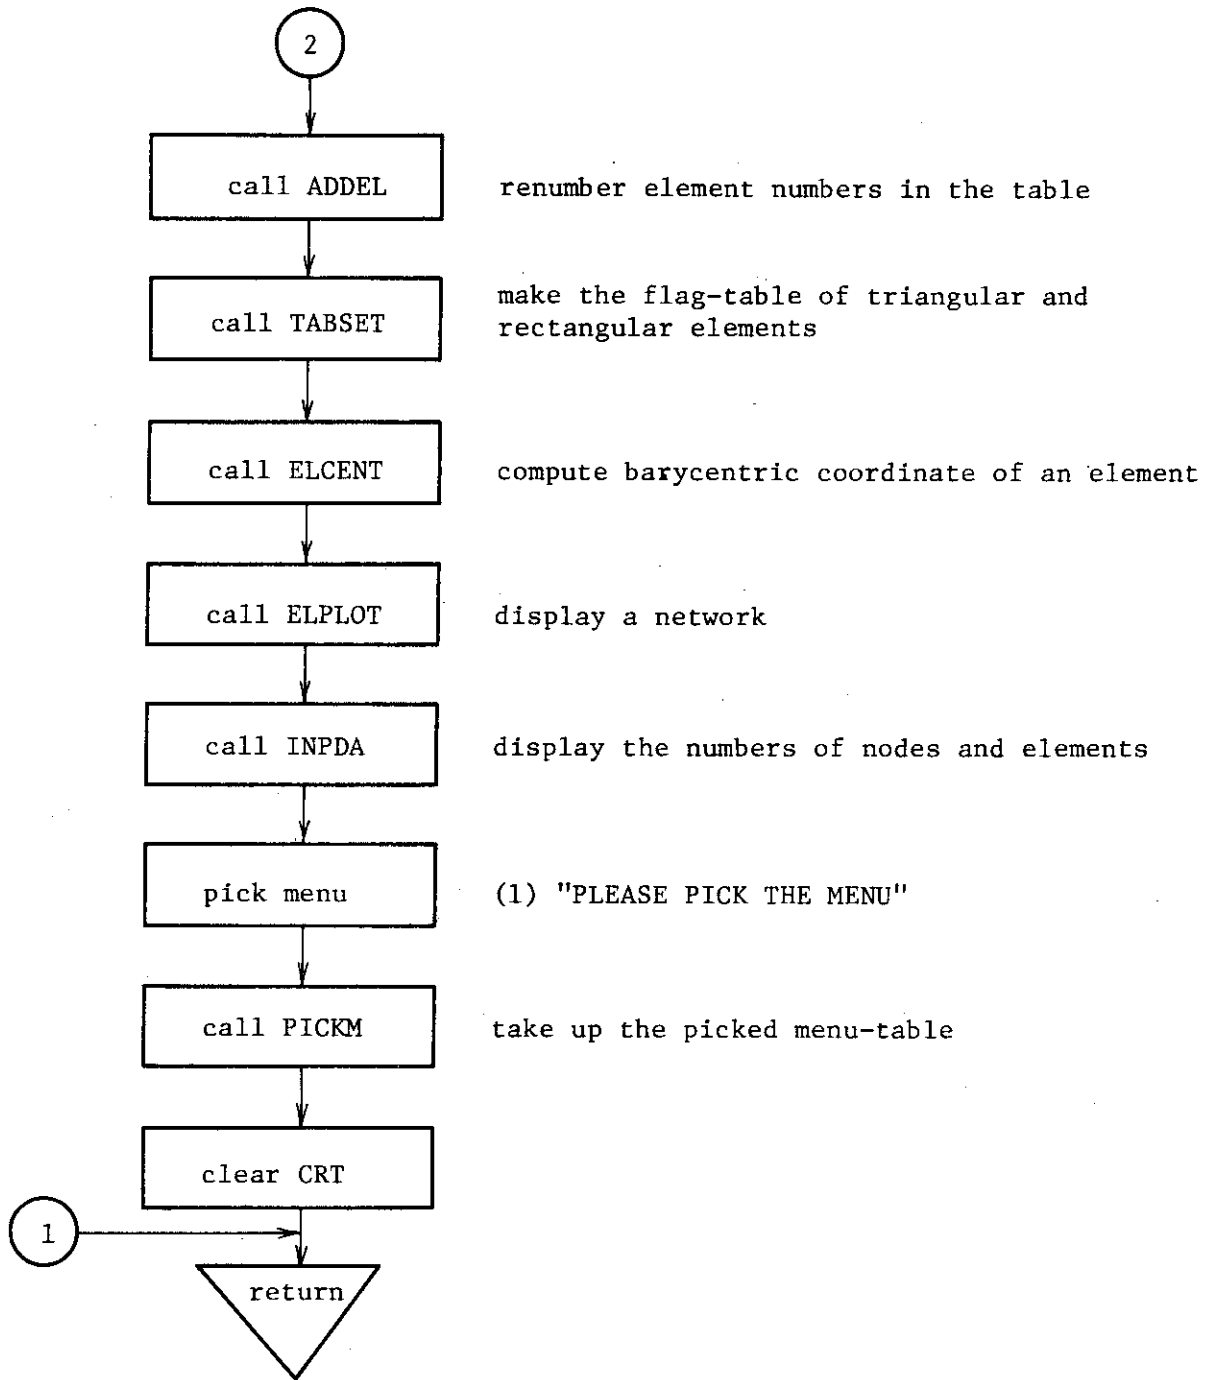 2
call ADDEL
renumber element numbers in the table
call TABSET
make the flag-table of triangular and
rectangular elements
call ELCENT
compute barycentric coordinate of an element
call ELPLOT
display a network
call INPDA
display the numbers of nodes and elements
pick menu
(1) "PLEASE PICK THE MENU"
call PICKM
take up the picked menu-table
clear CRT
1
return